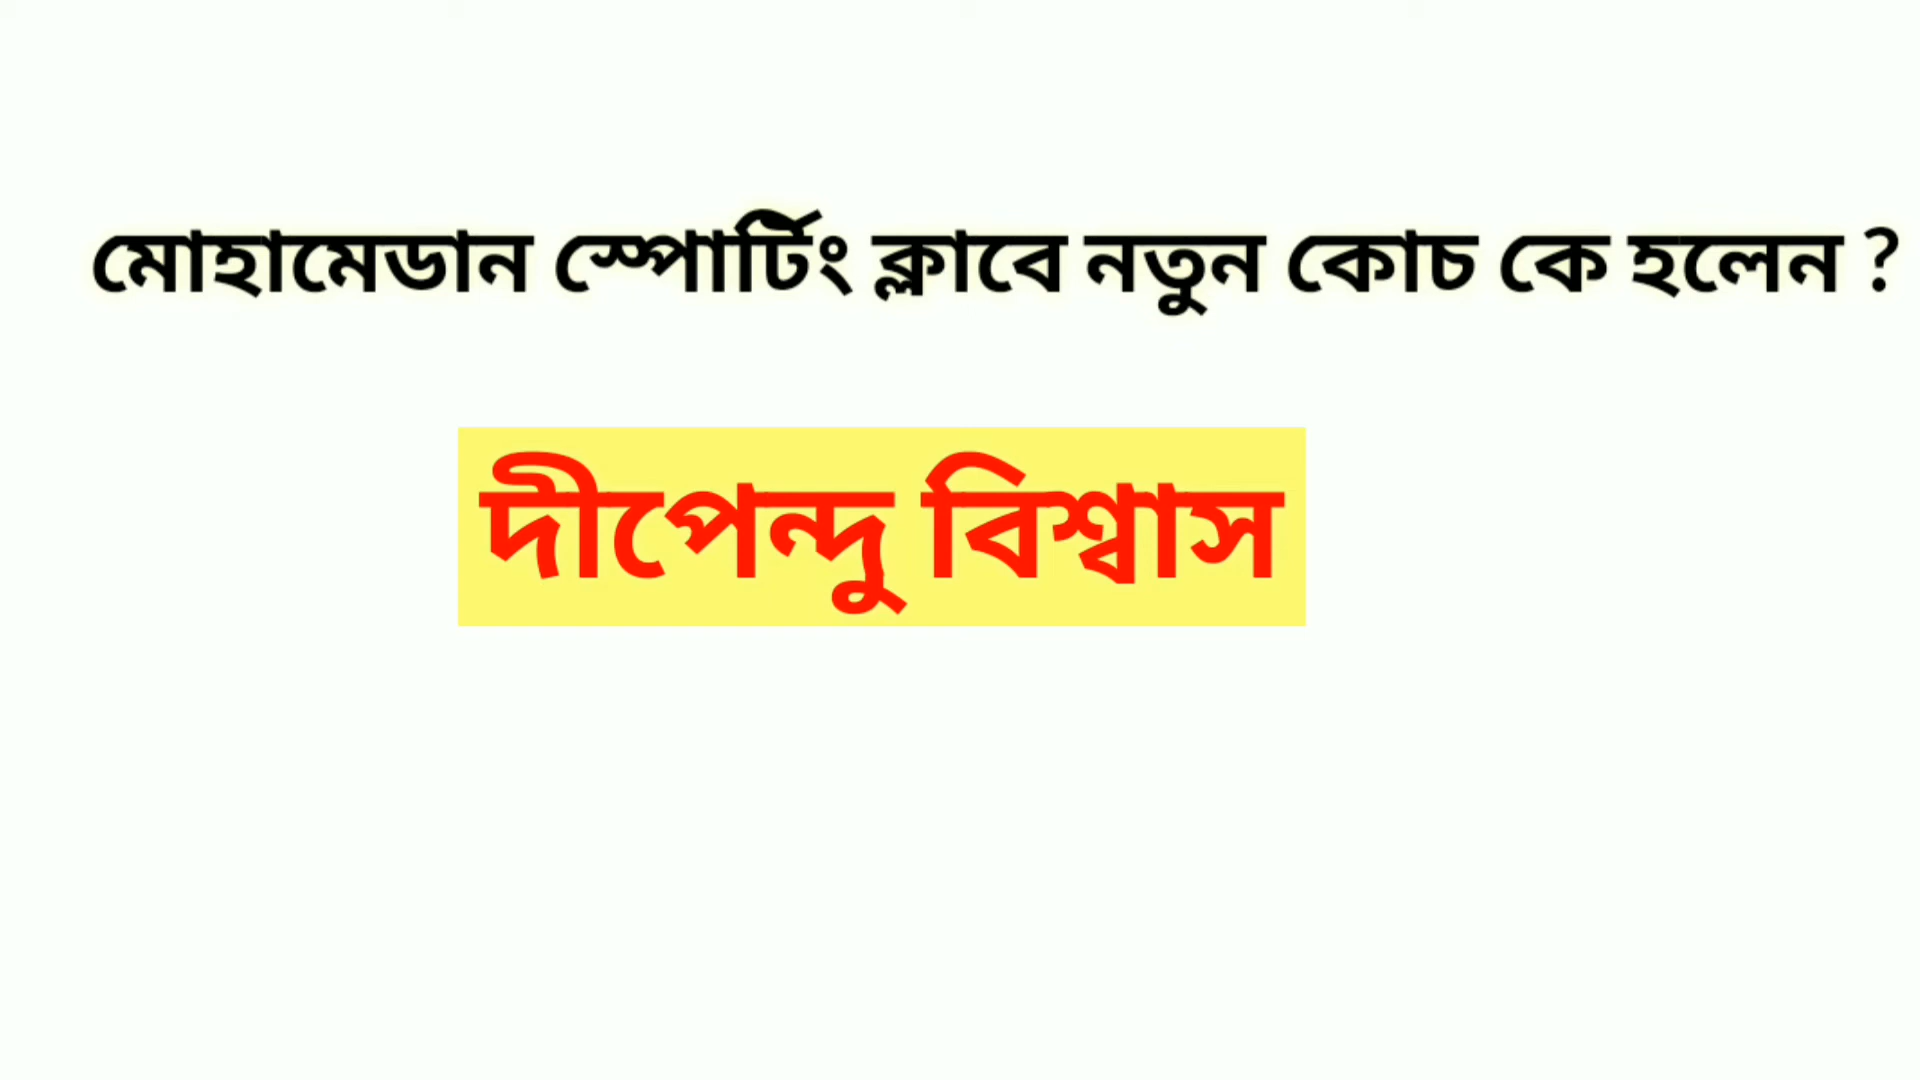 মোহামেডান স্পোর্টিং ক্লাবে নতুন কোচ কে হলেন ?
দীপেন্দু বিশ্বাস